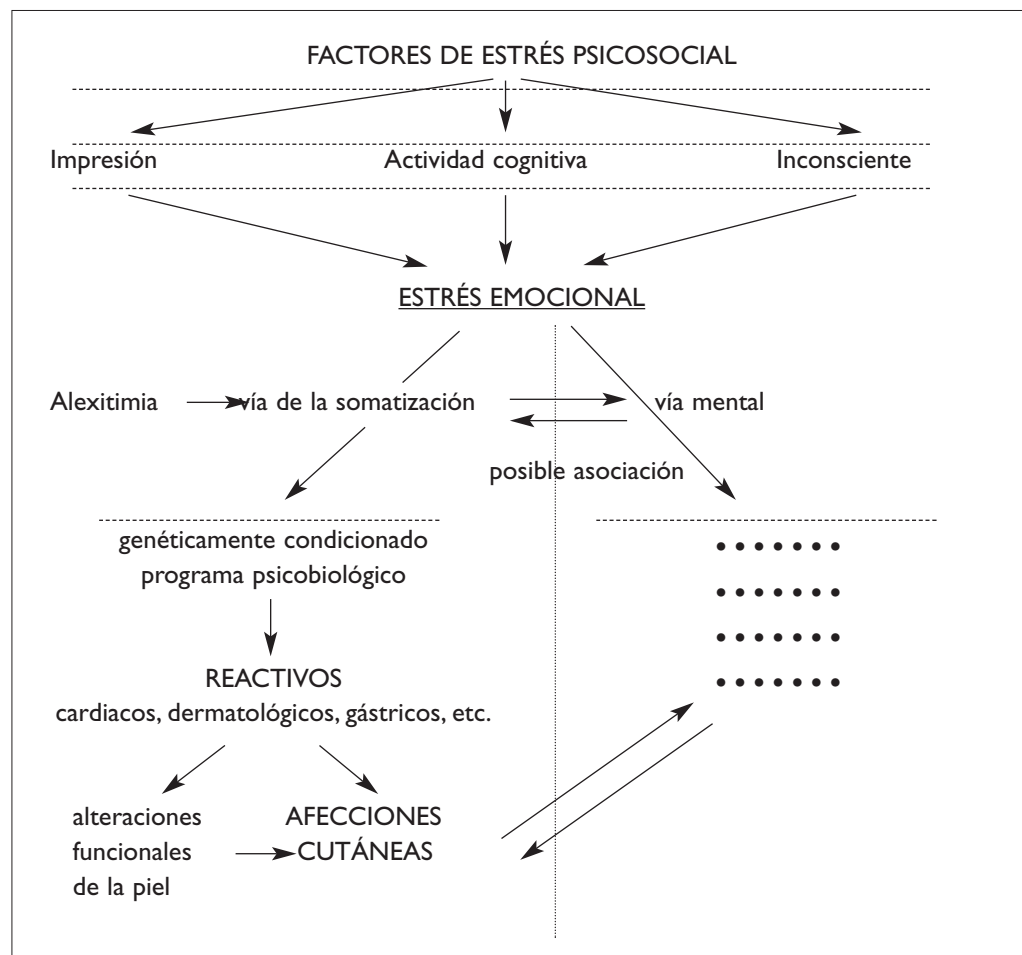 FACTORES DE ESTRÉS PSICOSOCIAL
Impresión
Actividad cognitiva
Inconsciente
ESTRÉS EMOCIONAL
Alexitimia
vía de la somatización
vía mental
posible asociación
genéticamente condicionado
programa psicobiológico
REACTIVOS
cardiacos, dermatológicos, gástricos, etc.
alteraciones
funcionales
de la piel
AFECCIONES
CUTÁNEAS